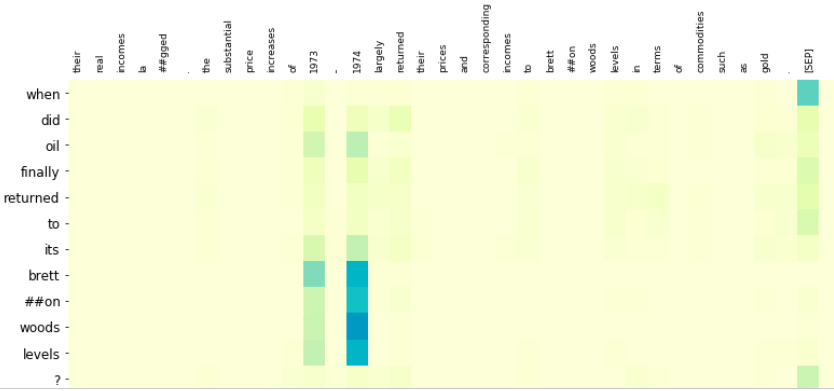 their real incomes la ##gged . the substantial price increases of 1973 - 1974 largely returned their prices and corresponding incomes to brett ##on woods levels in terms of commodities such as gold . [SEP]
when
did
oil
finally
returned
to
its
brett
##on
woods
levels
?